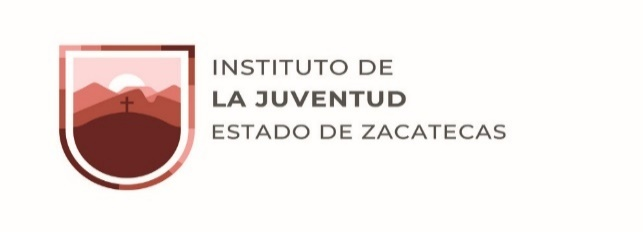 INSTITUTO DE
LA JUVENTUD
ESTADO DE ZACATECAS